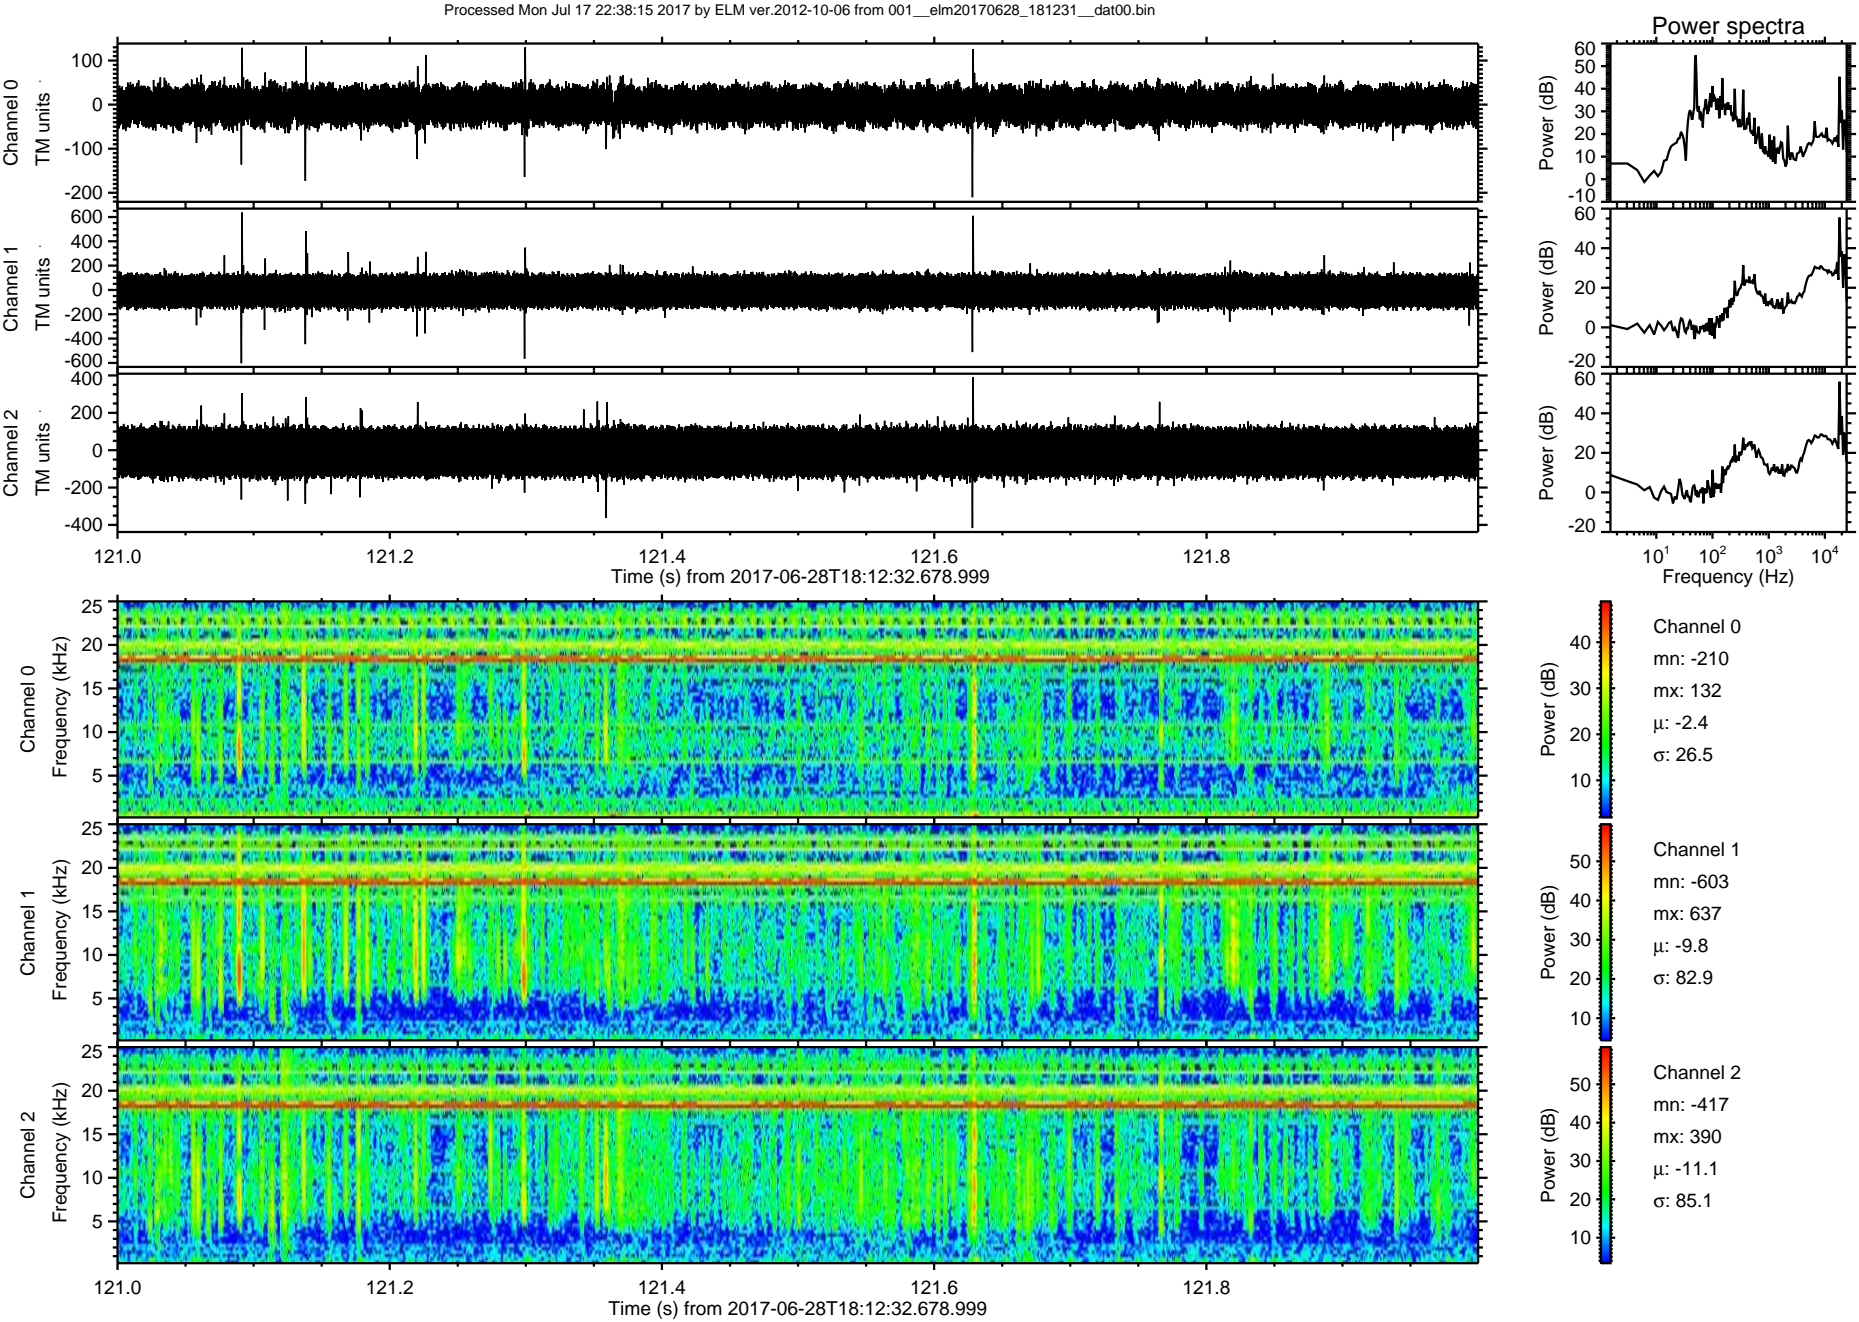 Processed Mon Jul 17 22:38:15 2017 by ELM ver.2012-10-06 from 001__elm20170628_181231__dat00.bin
Power spectra
Channel 0
TM units
100
0
-100
-200
Power (dB)
60
50
40
30
20
10
0
-10
Channel 1
TM units
600
400
200
0
-200
-400
-600
Power (dB)
60
40
20
0
-20
Channel 2
TM units
400
200
0
-200
-400
Power (dB)
60
40
20
0
-20
121.0 121.2 121.4 121.6 121.8
Time (s) from 2017-06-28T18:12:32.678.999
10¹ 10² 10³ 10⁴
Frequency (Hz)
Channel 0
Frequency (kHz)
25
20
15
10
5
Power (dB)
40
30
20
10
Channel 0
mn: -210
mx: 132
μ: -2.4
σ: 26.5
Channel 1
Frequency (kHz)
25
20
15
10
5
Power (dB)
50
40
30
20
10
Channel 1
mn: -603
mx: 637
μ: -9.8
σ: 82.9
Channel 2
Frequency (kHz)
25
20
15
10
5
Power (dB)
50
40
30
20
10
Channel 2
mn: -417
mx: 390
μ: -11.1
σ: 85.1
121.0 121.2 121.4 121.6 121.8
Time (s) from 2017-06-28T18:12:32.678.999